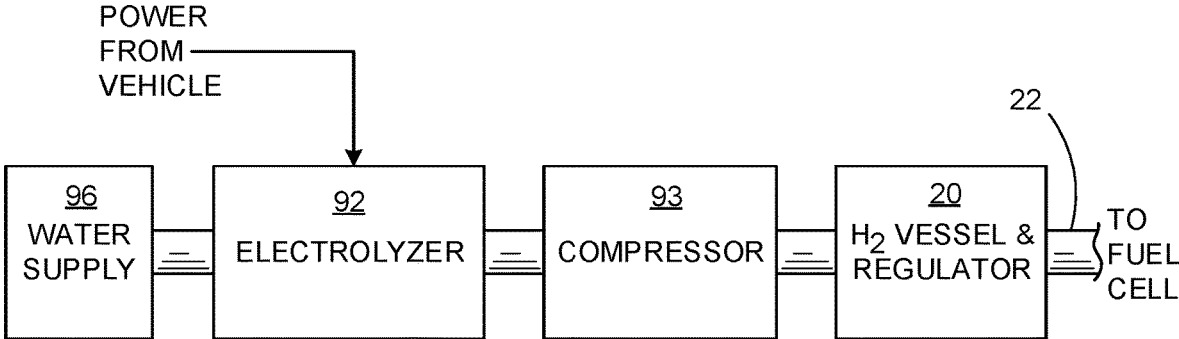 POWER
FROM
VEHICLE
22
96
WATER
SUPPLY
92
ELECTROLYZER
93
COMPRESSOR
20
H₂ VESSEL &
REGULATOR
TO
FUEL
CELL